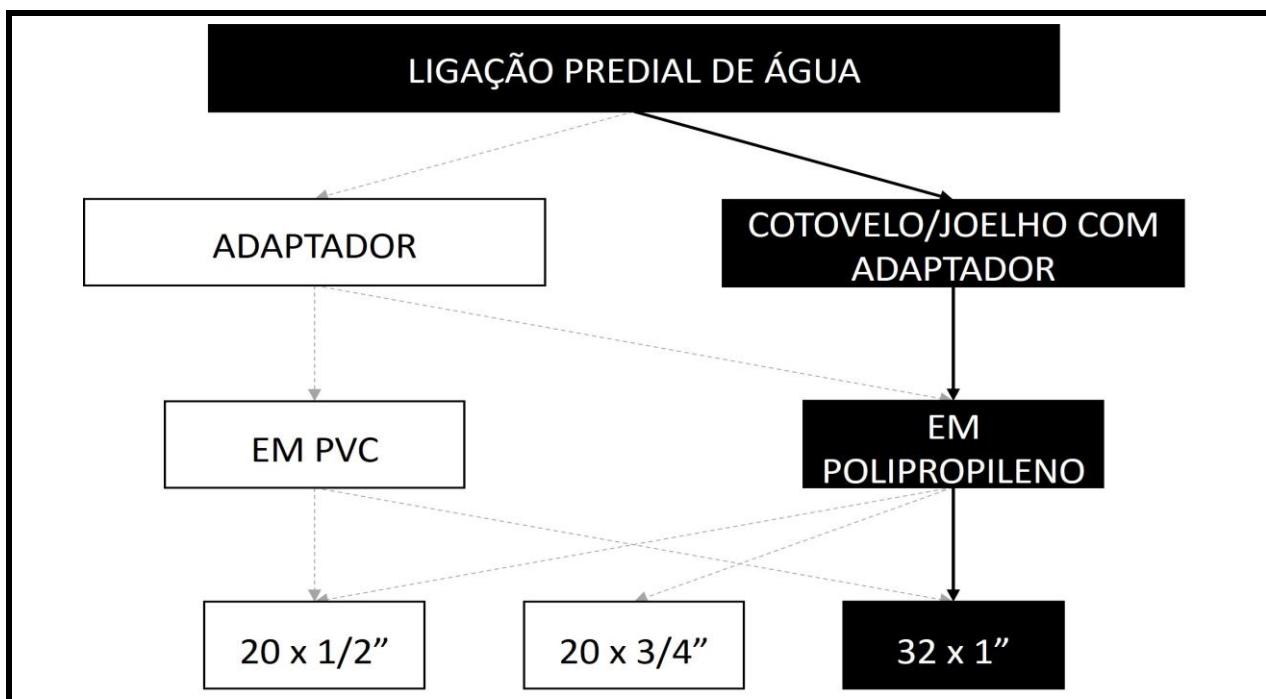 LIGAÇÃO PREDIAL DE ÁGUA
ADAPTADOR
COTOVELO/JOELHO COM
ADAPTADOR
EM PVC
EM
POLIPROPILENO
20 x 1/2”
20 x 3/4”
32 x 1”